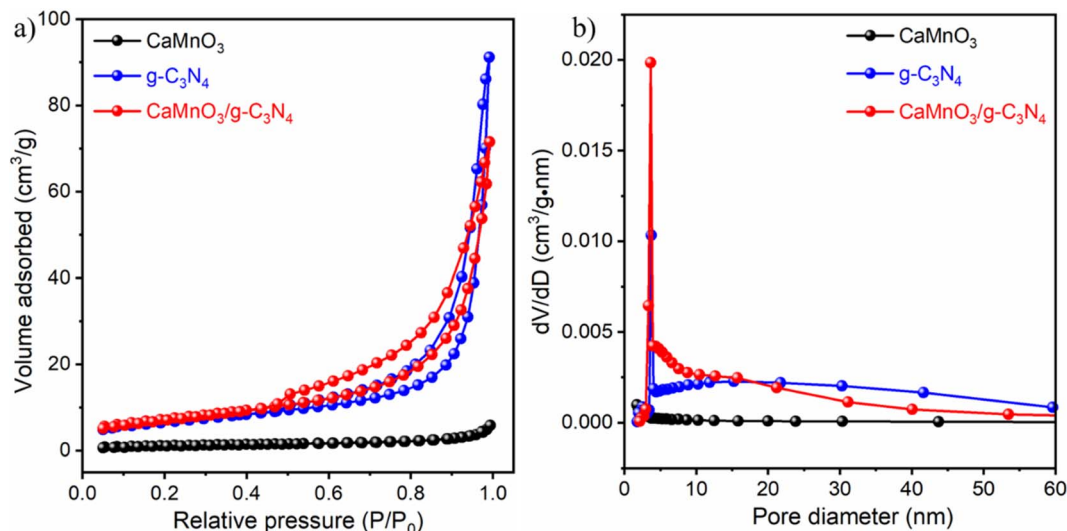 a)
CaMnO₃
g-C₃N₄
CaMnO₃/g-C₃N₄
Volume adsorbed (cm³/g)
100
80
60
40
20
0
0.0 0.2 0.4 0.6 0.8 1.0
Relative pressure (P/P₀)
b)
CaMnO₃
g-C₃N₄
CaMnO₃/g-C₃N₄
dV/dD (cm³/g•nm)
0.020
0.015
0.010
0.005
0.000
0 10 20 30 40 50 60
Pore diameter (nm)